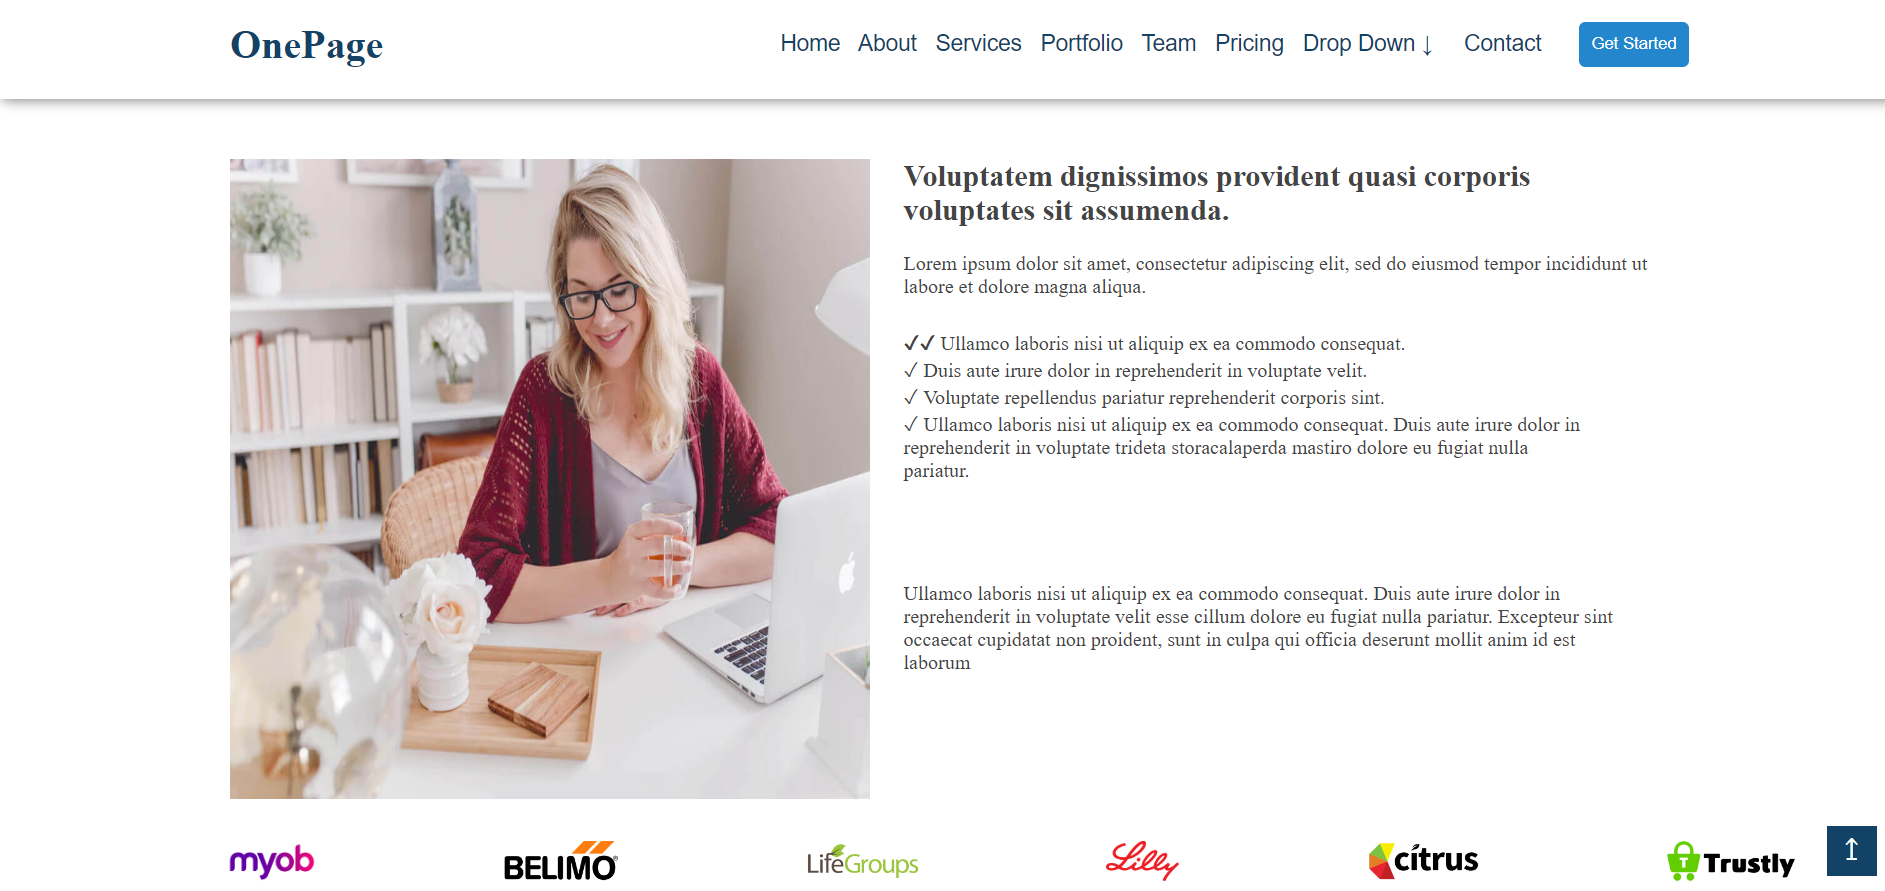 OnePage
Home About Services Portfolio Team Pricing Drop Down ↓ Contact Get Started
Voluptatem dignissimos provident quasi corporis
voluptates sit assumenda.
Lorem ipsum dolor sit amet, consectetur adipiscing elit, sed do eiusmod tempor incididunt ut
labore et dolore magna aliqua.
✓✓ Ullamco laboris nisi ut aliquip ex ea commodo consequat.
✓ Duis aute irure dolor in reprehenderit in voluptate velit.
✓ Voluptate repellendus pariatur reprehenderit corporis sint.
✓ Ullamco laboris nisi ut aliquip ex ea commodo consequat. Duis aute irure dolor in
reprehenderit in voluptate trideta storacalaperda mastiro dolore eu fugiat nulla
pariatur.
Ullamco laboris nisi ut aliquip ex ea commodo consequat. Duis aute irure dolor in
reprehenderit in voluptate velit esse cillum dolore eu fugiat nulla pariatur. Excepteur sint
occaecat cupidatat non proident, sunt in culpa qui officia deserunt mollit anim id est
laborum
myob BELIMO® LifeGroups Lilly citrus T Trustly ↥